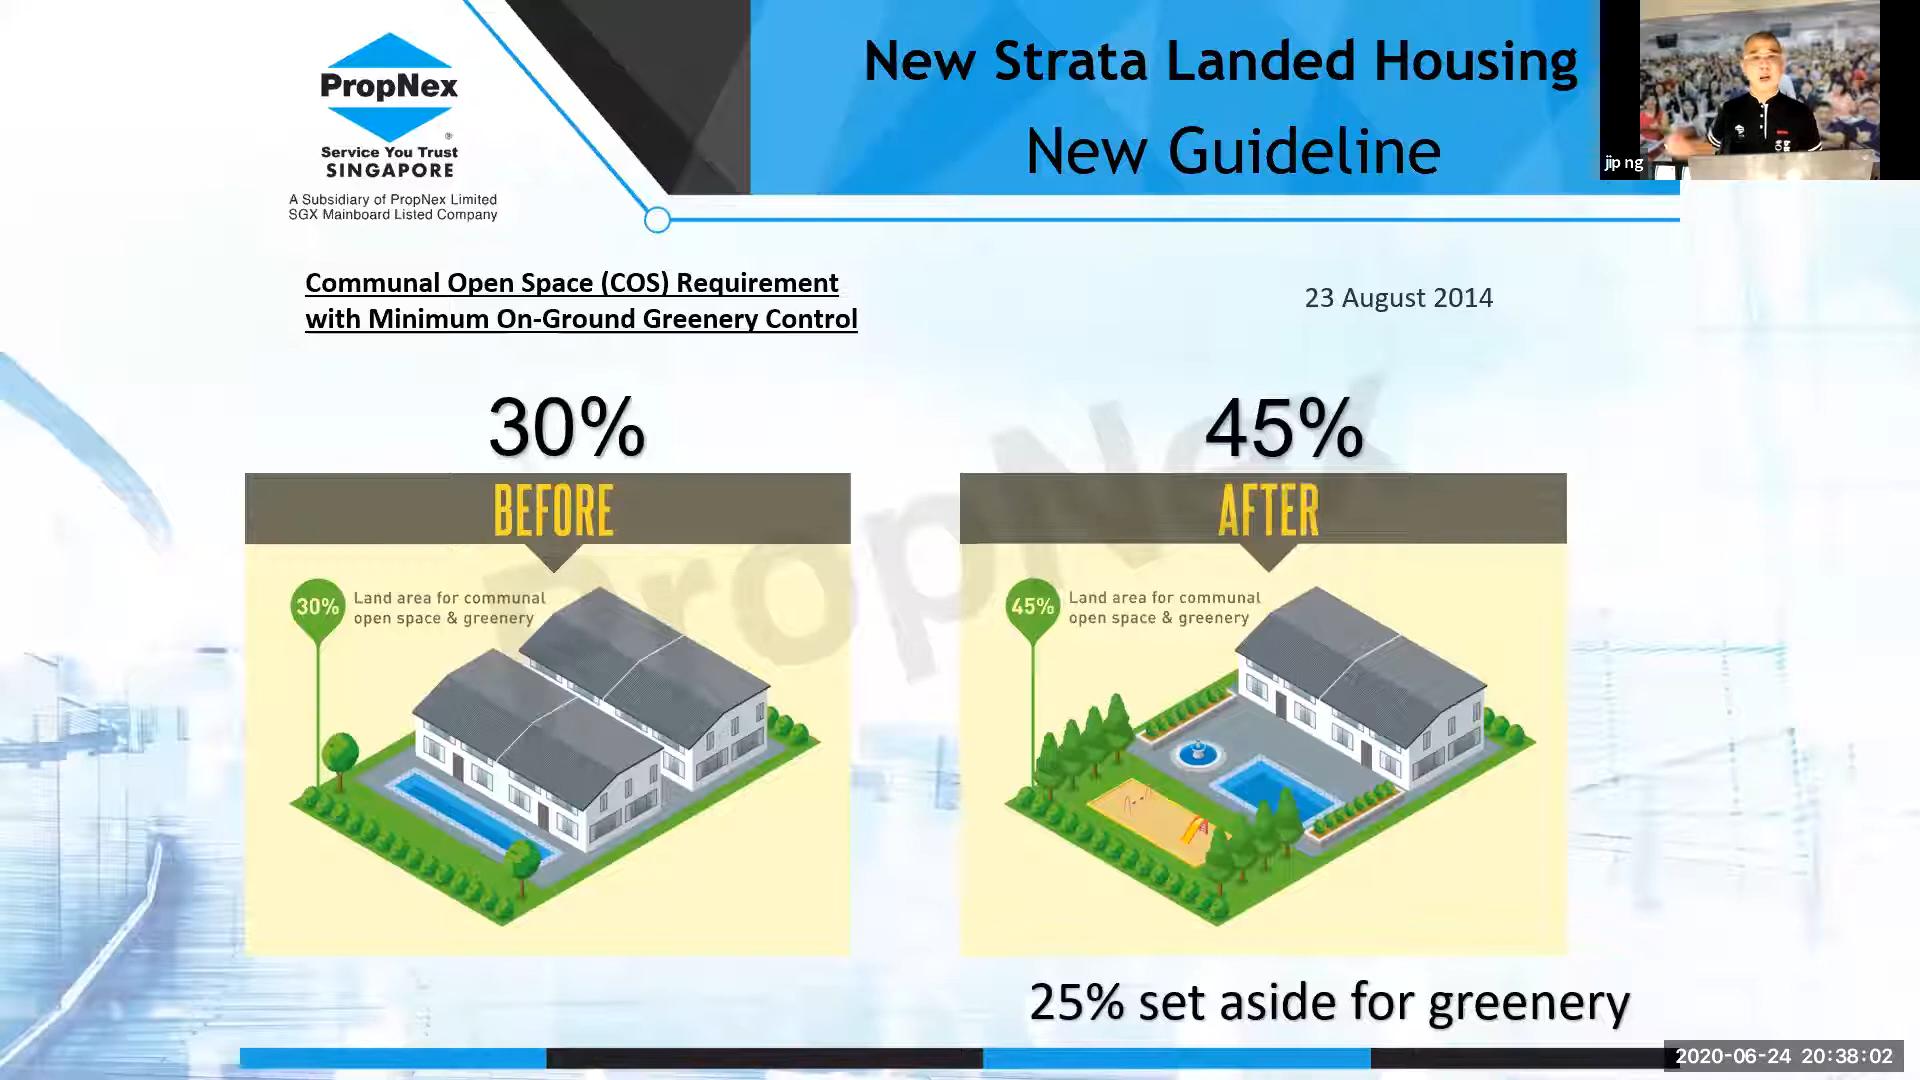 New Strata Landed Housing
New Guideline
PropNex
®
Service You Trust
SINGAPORE
A Subsidiary of PropNex Limited
SGX Mainboard Listed Company
jip ng
Communal Open Space (COS) Requirement
with Minimum On-Ground Greenery Control
23 August 2014
30%
BEFORE
30%
Land area for communal
open space & greenery
45%
AFTER
45%
Land area for communal
open space & greenery
PropNex
25% set aside for greenery
2020-06-24 20:38:02